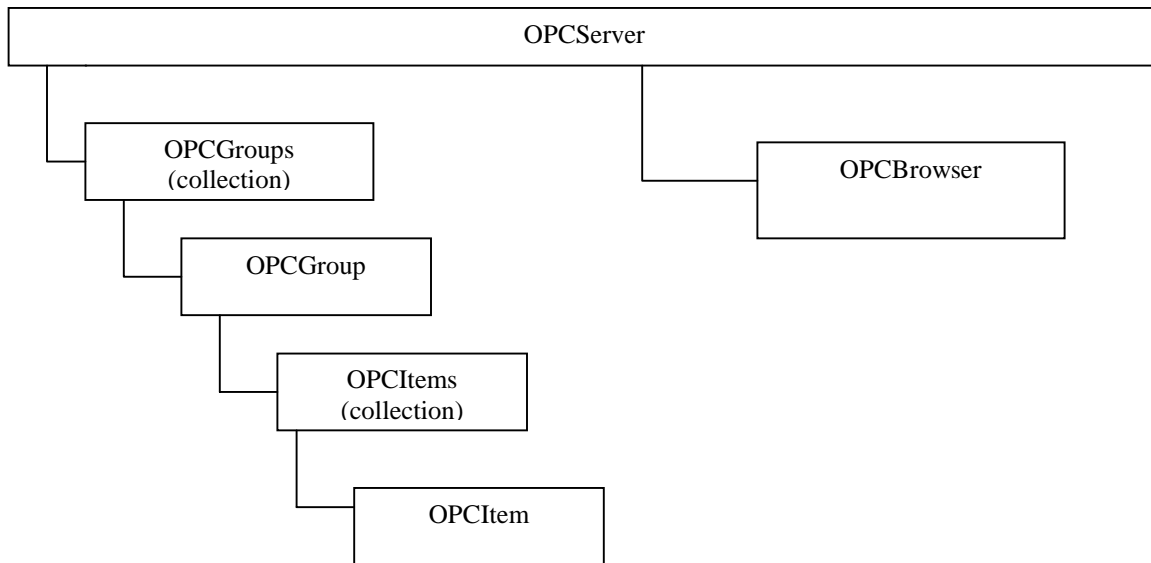 OPCServer
OPCGroups
(collection)
OPCBrowser
OPCGroup
OPCItems
(collection)
OPCItem